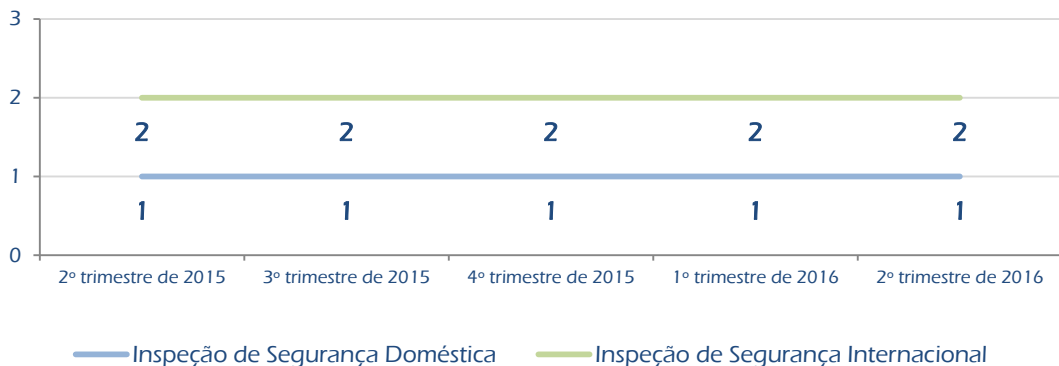 3
2
2 2 2 2 2
1
1 1 1 1 1
0
2º trimestre de 2015 3º trimestre de 2015 4º trimestre de 2015 1º trimestre de 2016 2º trimestre de 2016
Inspeção de Segurança Doméstica Inspeção de Segurança Internacional